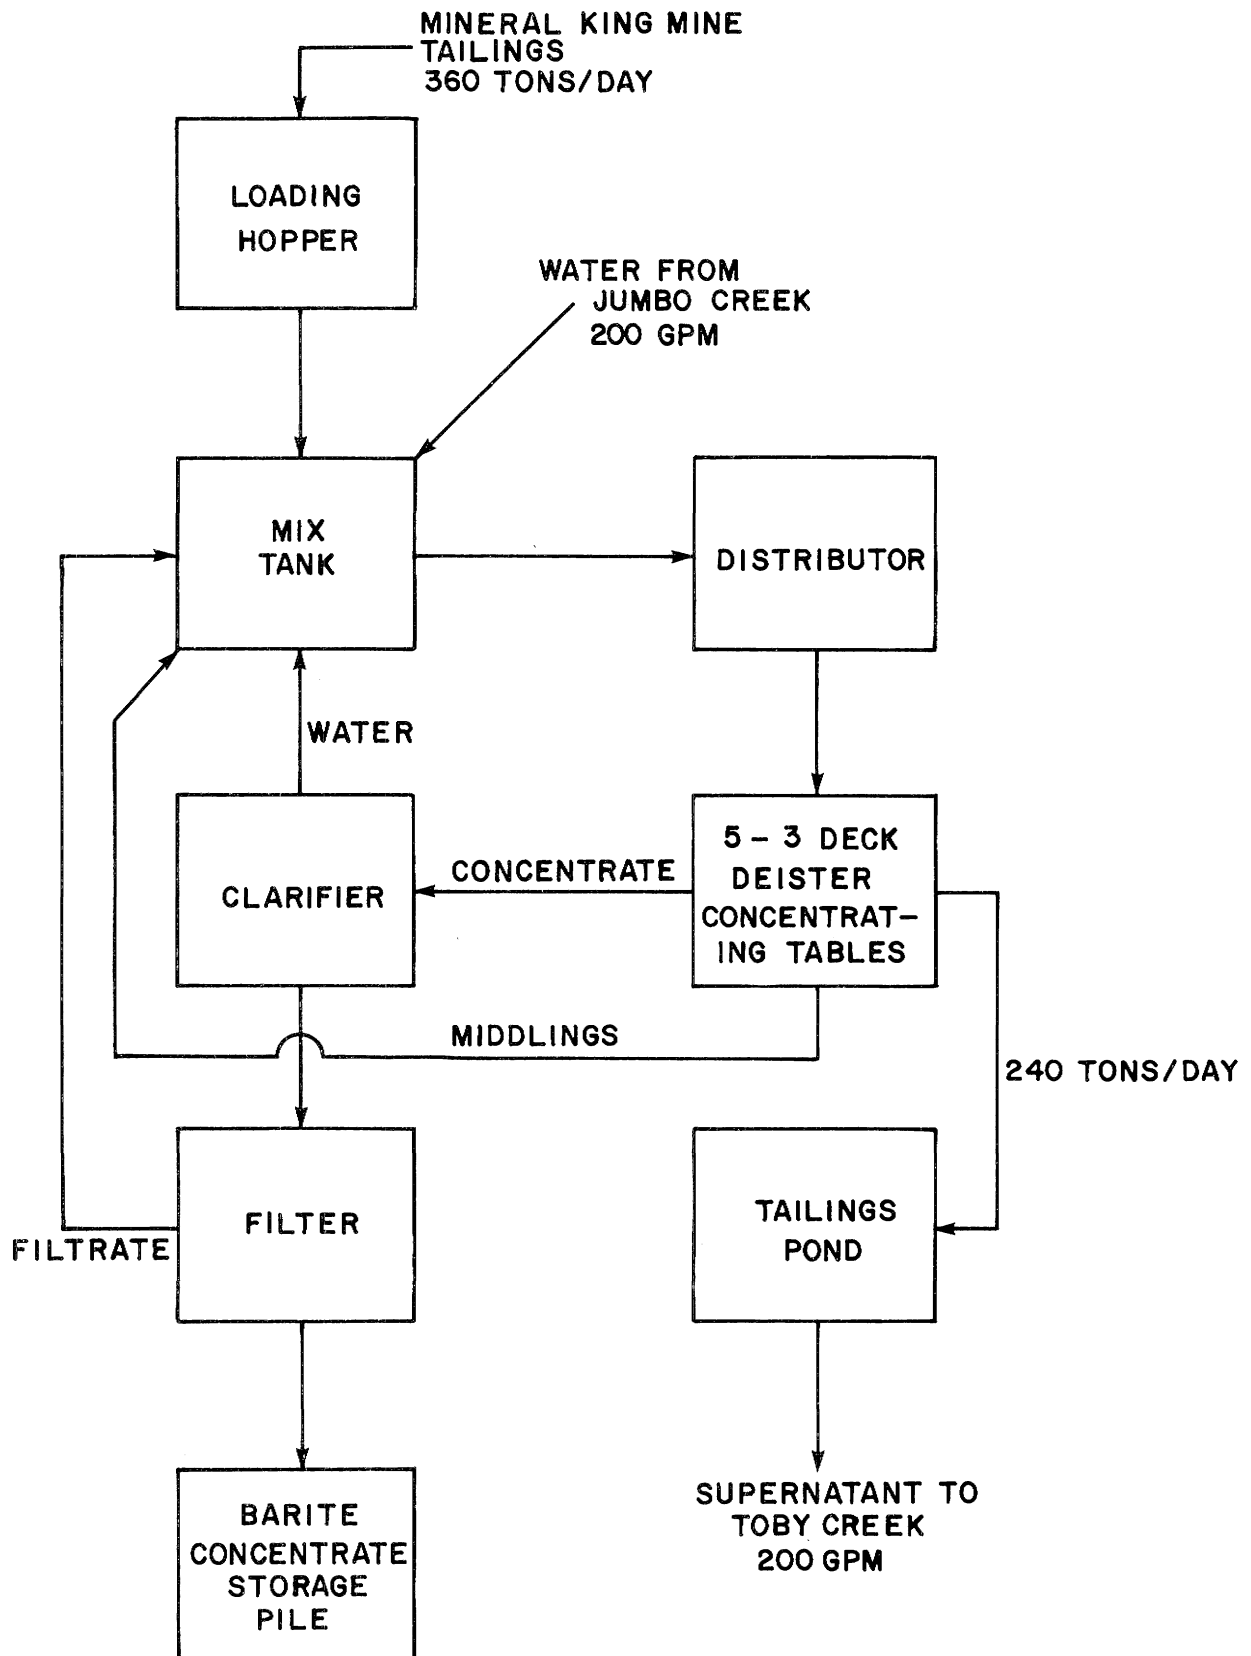 MINERAL KING MINE
TAILINGS
360 TONS/DAY
LOADING
HOPPER
WATER FROM
JUMBO CREEK
200 GPM
MIX
TANK
DISTRIBUTOR
WATER
CLARIFIER
CONCENTRATE
5 - 3 DECK
DEISTER
CONCENTRAT-
ING TABLES
MIDDLINGS
240 TONS/DAY
FILTER
FILTRATE
TAILINGS
POND
BARITE
CONCENTRATE
STORAGE
PILE
SUPERNATANT TO
TOBY CREEK
200 GPM